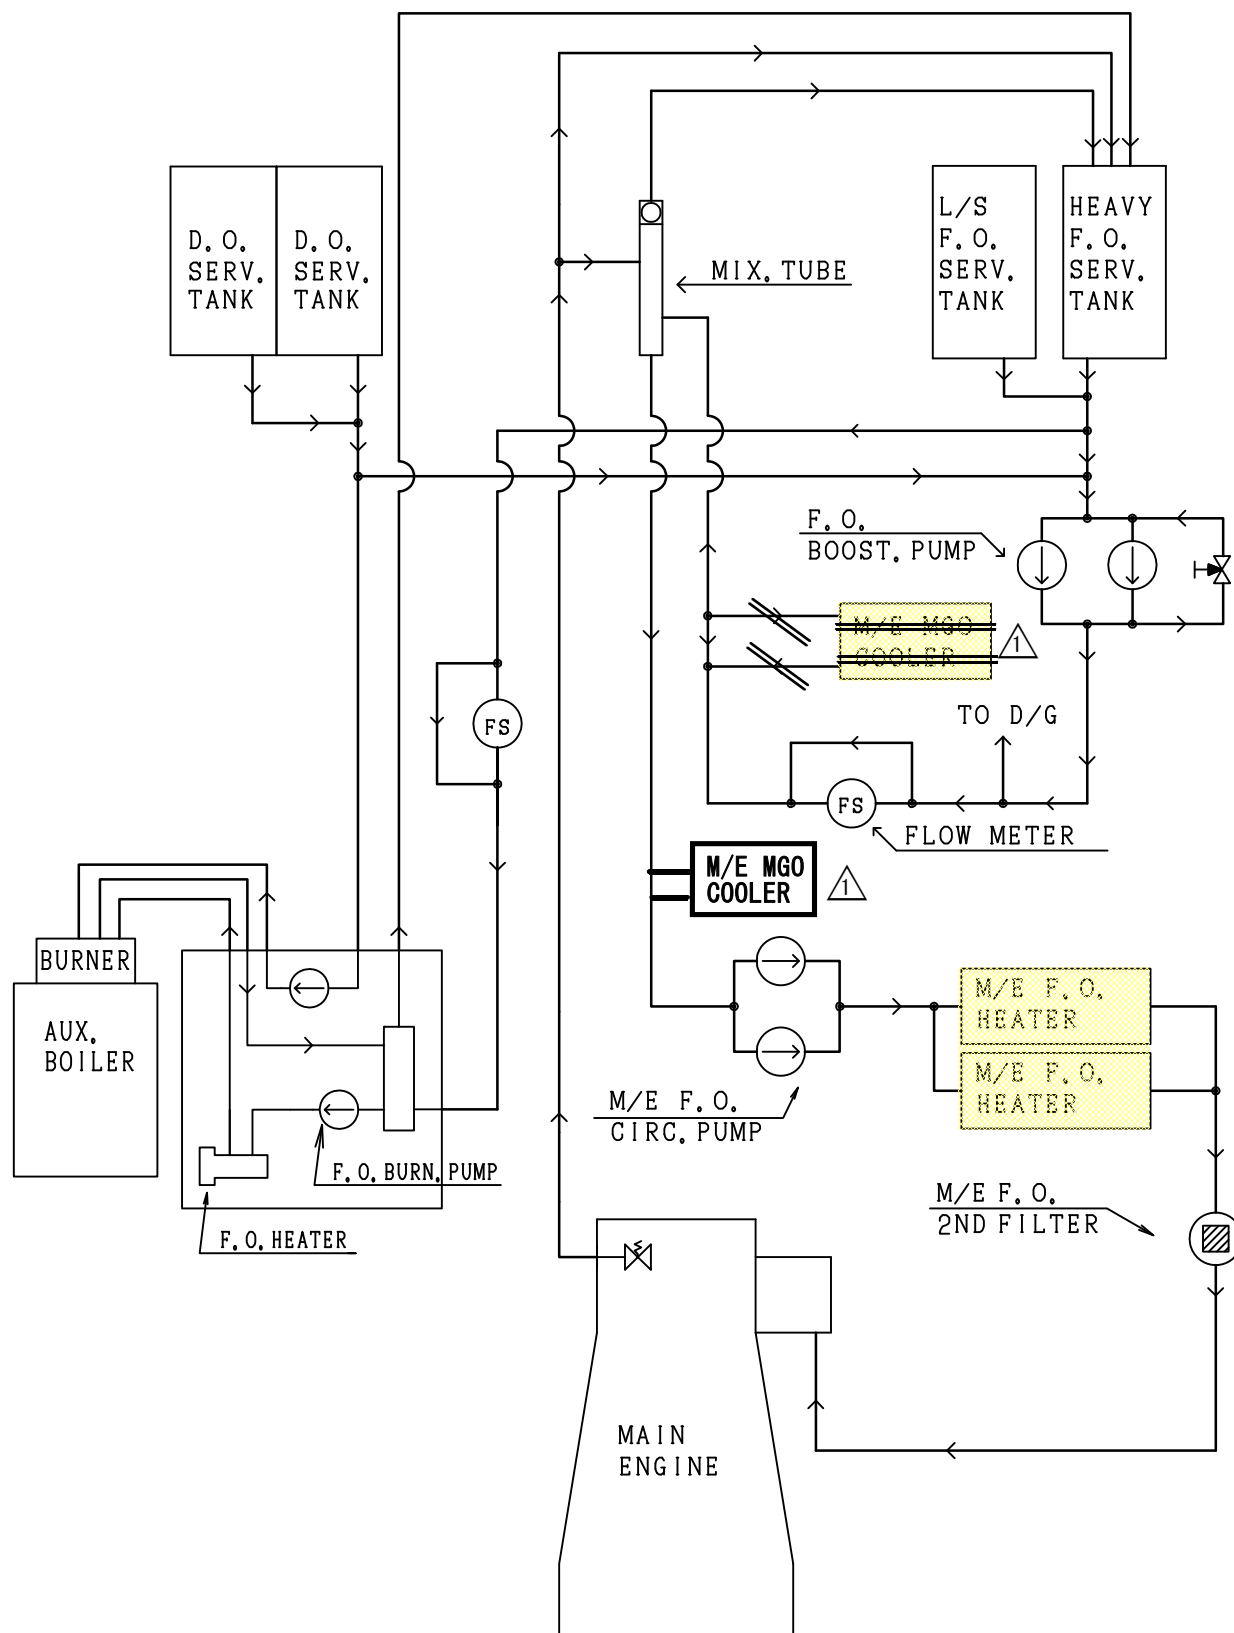 D.O.
SERV.
TANK
D.O.
SERV.
TANK
MIX. TUBE
L/S
F.O.
SERV.
TANK
HEAVY
F.O.
SERV.
TANK
F.O.
BOOST. PUMP
M/E MGO
COOLER
1
TO D/G
FS
FS
FLOW METER
M/E MGO
COOLER
1
BURNER
AUX.
BOILER
M/E F.O.
HEATER
M/E F.O.
HEATER
M/E F.O.
CIRC. PUMP
F.O. BURN. PUMP
F.O. HEATER
M/E F.O.
2ND FILTER
MAIN
ENGINE